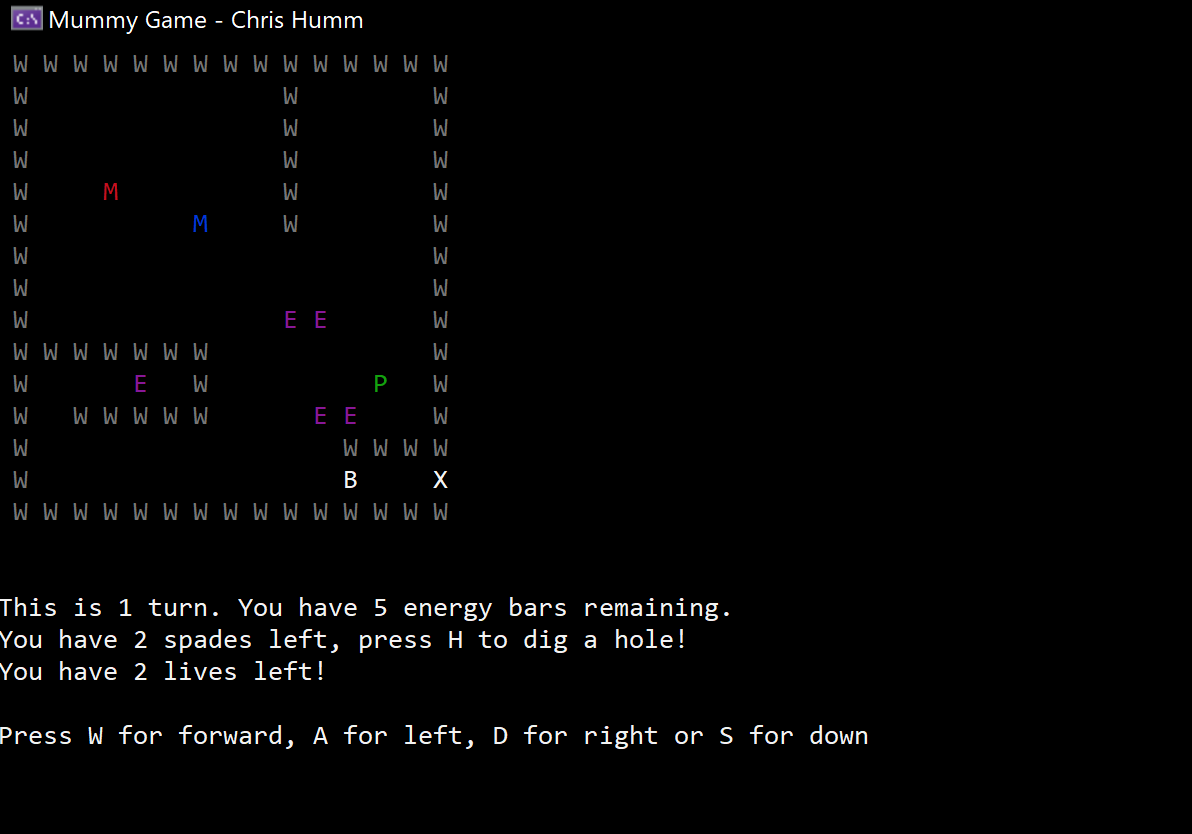 C:\ Mummy Game - Chris Humm
W W W W W W W W W W W W W W W
W                 W         W
W                 W         W
W                 W         W
W     M           W         W
W           M     W         W
W                           W
W                           W
W                 E E       W
W W W W W W W               W
W       E   W           P   W
W   W W W W W       E E     W
W                     W W W W
W                     B     X
W W W W W W W W W W W W W W W
This is 1 turn. You have 5 energy bars remaining.
You have 2 spades left, press H to dig a hole!
You have 2 lives left!
Press W for forward, A for left, D for right or S for down